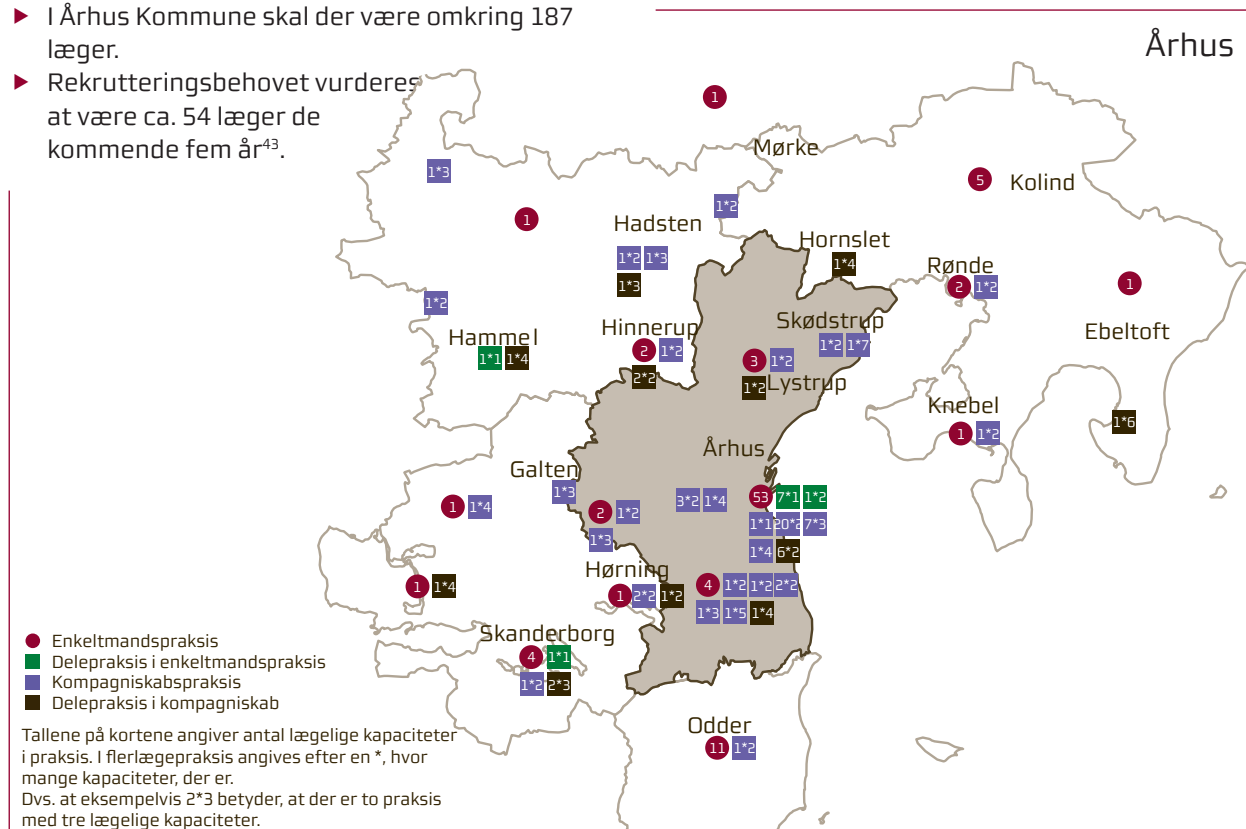 ▶ I Århus Kommune skal der være omkring 187
læger.
▶ Rekrutteringsbehovet vurderes
at være ca. 54 læger de
kommende fem år⁴³.
Århus
1
Mørke
1*3
5
Kolind
1
1*2
Hadsten
1*2 1*3
1*3
Hornslet
1*4
Rønde
2 1*2
1
1*2
Hammel
1*1 1*4
Hinnerup
2 1*2
2*2
Skødstrup
1*2 1*7
3 1*2
1*2 Lystrup
Ebeltoft
Knebel
1 1*2
1*6
Århus
Galten
1*3
1 1*4
2 1*2
1*3
3*2 1*4
53 7*1 1*2
1*1 20*2 7*3
1*4 6*2
1 1*4
Hørning
1 2*2 1*2
4 1*2 1*2 2*2
1*3 1*5 1*4
Skanderborg
4 1*1
1*2 2*3
Odder
11 1*2
Enkeltmandspraksis
Delepraksis i enkeltmandspraksis
Kompagniskabspraksis
Delepraksis i kompagniskab
Tallene på kortene angiver antal lægelige kapaciteter
i praksis. I flerlægepraksis angives efter en *, hvor
mange kapaciteter, der er.
Dvs. at eksempelvis 2*3 betyder, at der er to praksis
med tre lægelige kapaciteter.